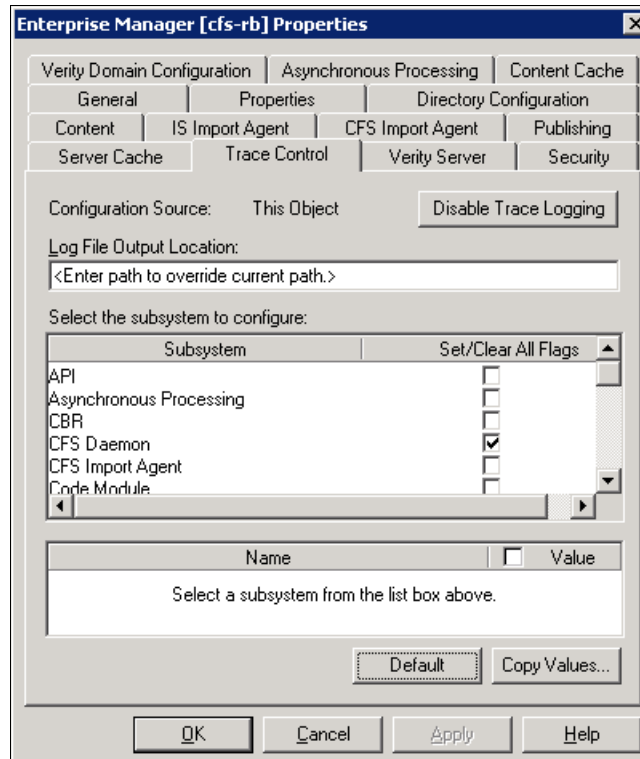 Enterprise Manager [cfs-rb] Properties
Verity Domain Configuration Asynchronous Processing Content Cache
General Properties Directory Configuration
Content IS Import Agent CFS Import Agent Publishing
Server Cache Trace Control Verity Server Security
Configuration Source: This Object Disable Trace Logging
Log File Output Location:
<Enter path to override current path.>
Select the subsystem to configure:
Subsystem Set/Clear All Flags
API
Asynchronous Processing
CBR
CFS Daemon
CFS Import Agent
Code Module
Name Value
Select a subsystem from the list box above.
Default Copy Values...
OK Cancel Apply Help